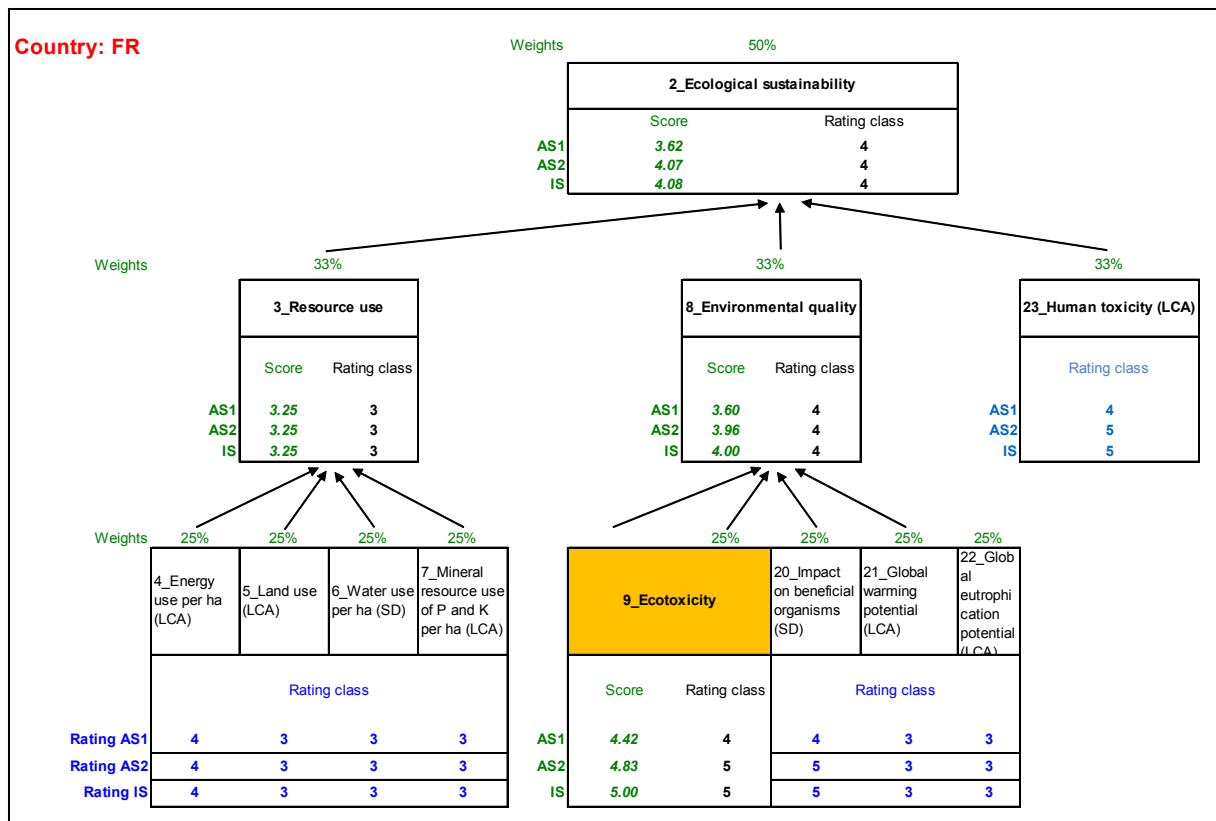 Country: FR
Weights 50%
2_Ecological sustainability
Score Rating class
AS1 3.62 4
AS2 4.07 4
IS 4.08 4
Weights 33% 33% 33%
3_Resource use
Score Rating class
AS1 3.25 3
AS2 3.25 3
IS 3.25 3
8_Environmental quality
Score Rating class
AS1 3.60 4
AS2 3.96 4
IS 4.00 4
23_Human toxicity (LCA)
Rating class
AS1 4
AS2 5
IS 5
Weights 25% 25% 25% 25% 25% 25% 25% 25%
4_Energy
use per ha
(LCA)
5_Land use
(LCA)
6_Water use
per ha (SD)
7_Mineral
resource use
of P and K
per ha (LCA)
Rating class
Rating AS1 4 3 3 3
Rating AS2 4 3 3 3
Rating IS 4 3 3 3
9_Ecotoxicity
Score Rating class
AS1 4.42 4
AS2 4.83 5
IS 5.00 5
20_Impact
on beneficial
organisms
(SD)
21_Global
warming
potential
(LCA)
22_Glob
al
eutrophi
cation
potential
(LCA)
Rating class
4 3 3
5 3 3
5 3 3